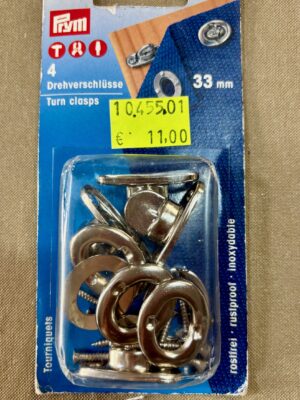 Prym
4
Drehverschlüsse
Turn clasps
33 mm
10.455.01
€ 11,00
Tourniquets
rostfrei · rustproof · inoxydable